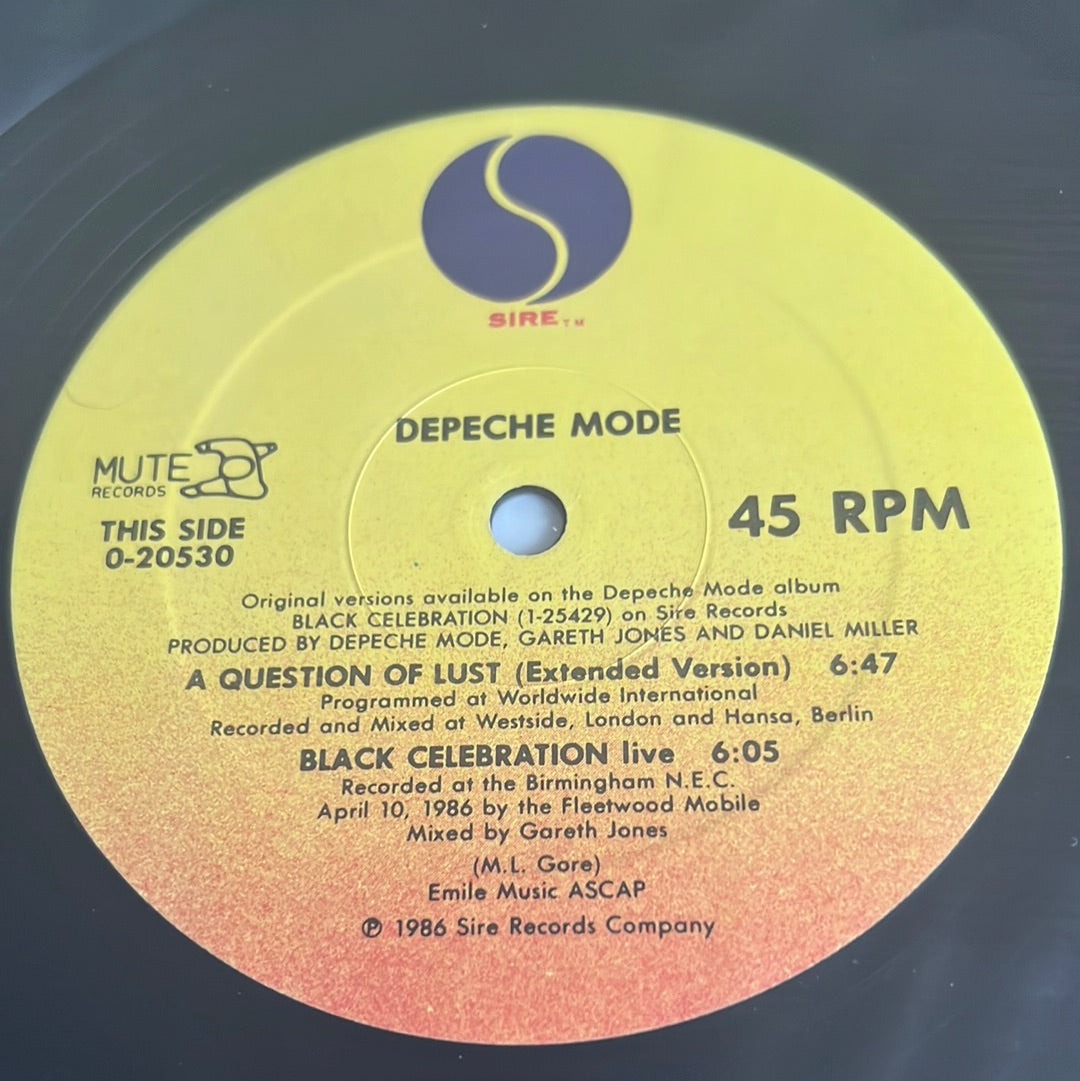 SIRE™
DEPECHE MODE
MUTE
RECORDS
THIS SIDE
0-20530
45 RPM
Original versions available on the Depeche Mode album
BLACK CELEBRATION (1-25429) on Sire Records
PRODUCED BY DEPECHE MODE, GARETH JONES AND DANIEL MILLER
A QUESTION OF LUST (Extended Version) 6:47
Programmed at Worldwide International
Recorded and Mixed at Westside, London and Hansa, Berlin
BLACK CELEBRATION live 6:05
Recorded at the Birmingham N.E.C.
April 10, 1986 by the Fleetwood Mobile
Mixed by Gareth Jones
(M.L. Gore)
Emile Music ASCAP
℗ 1986 Sire Records Company